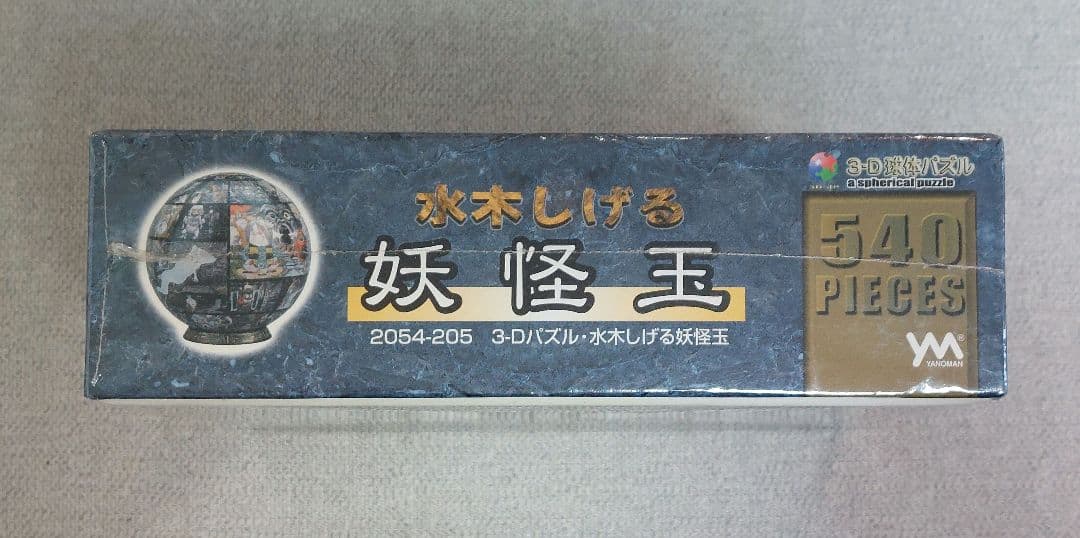 水木しげる
妖怪玉
2054-205 3-Dパズル・水木しげる妖怪玉
3-D球体パズル
a spherical puzzle
540
PIECES
YM®
YANOMAN